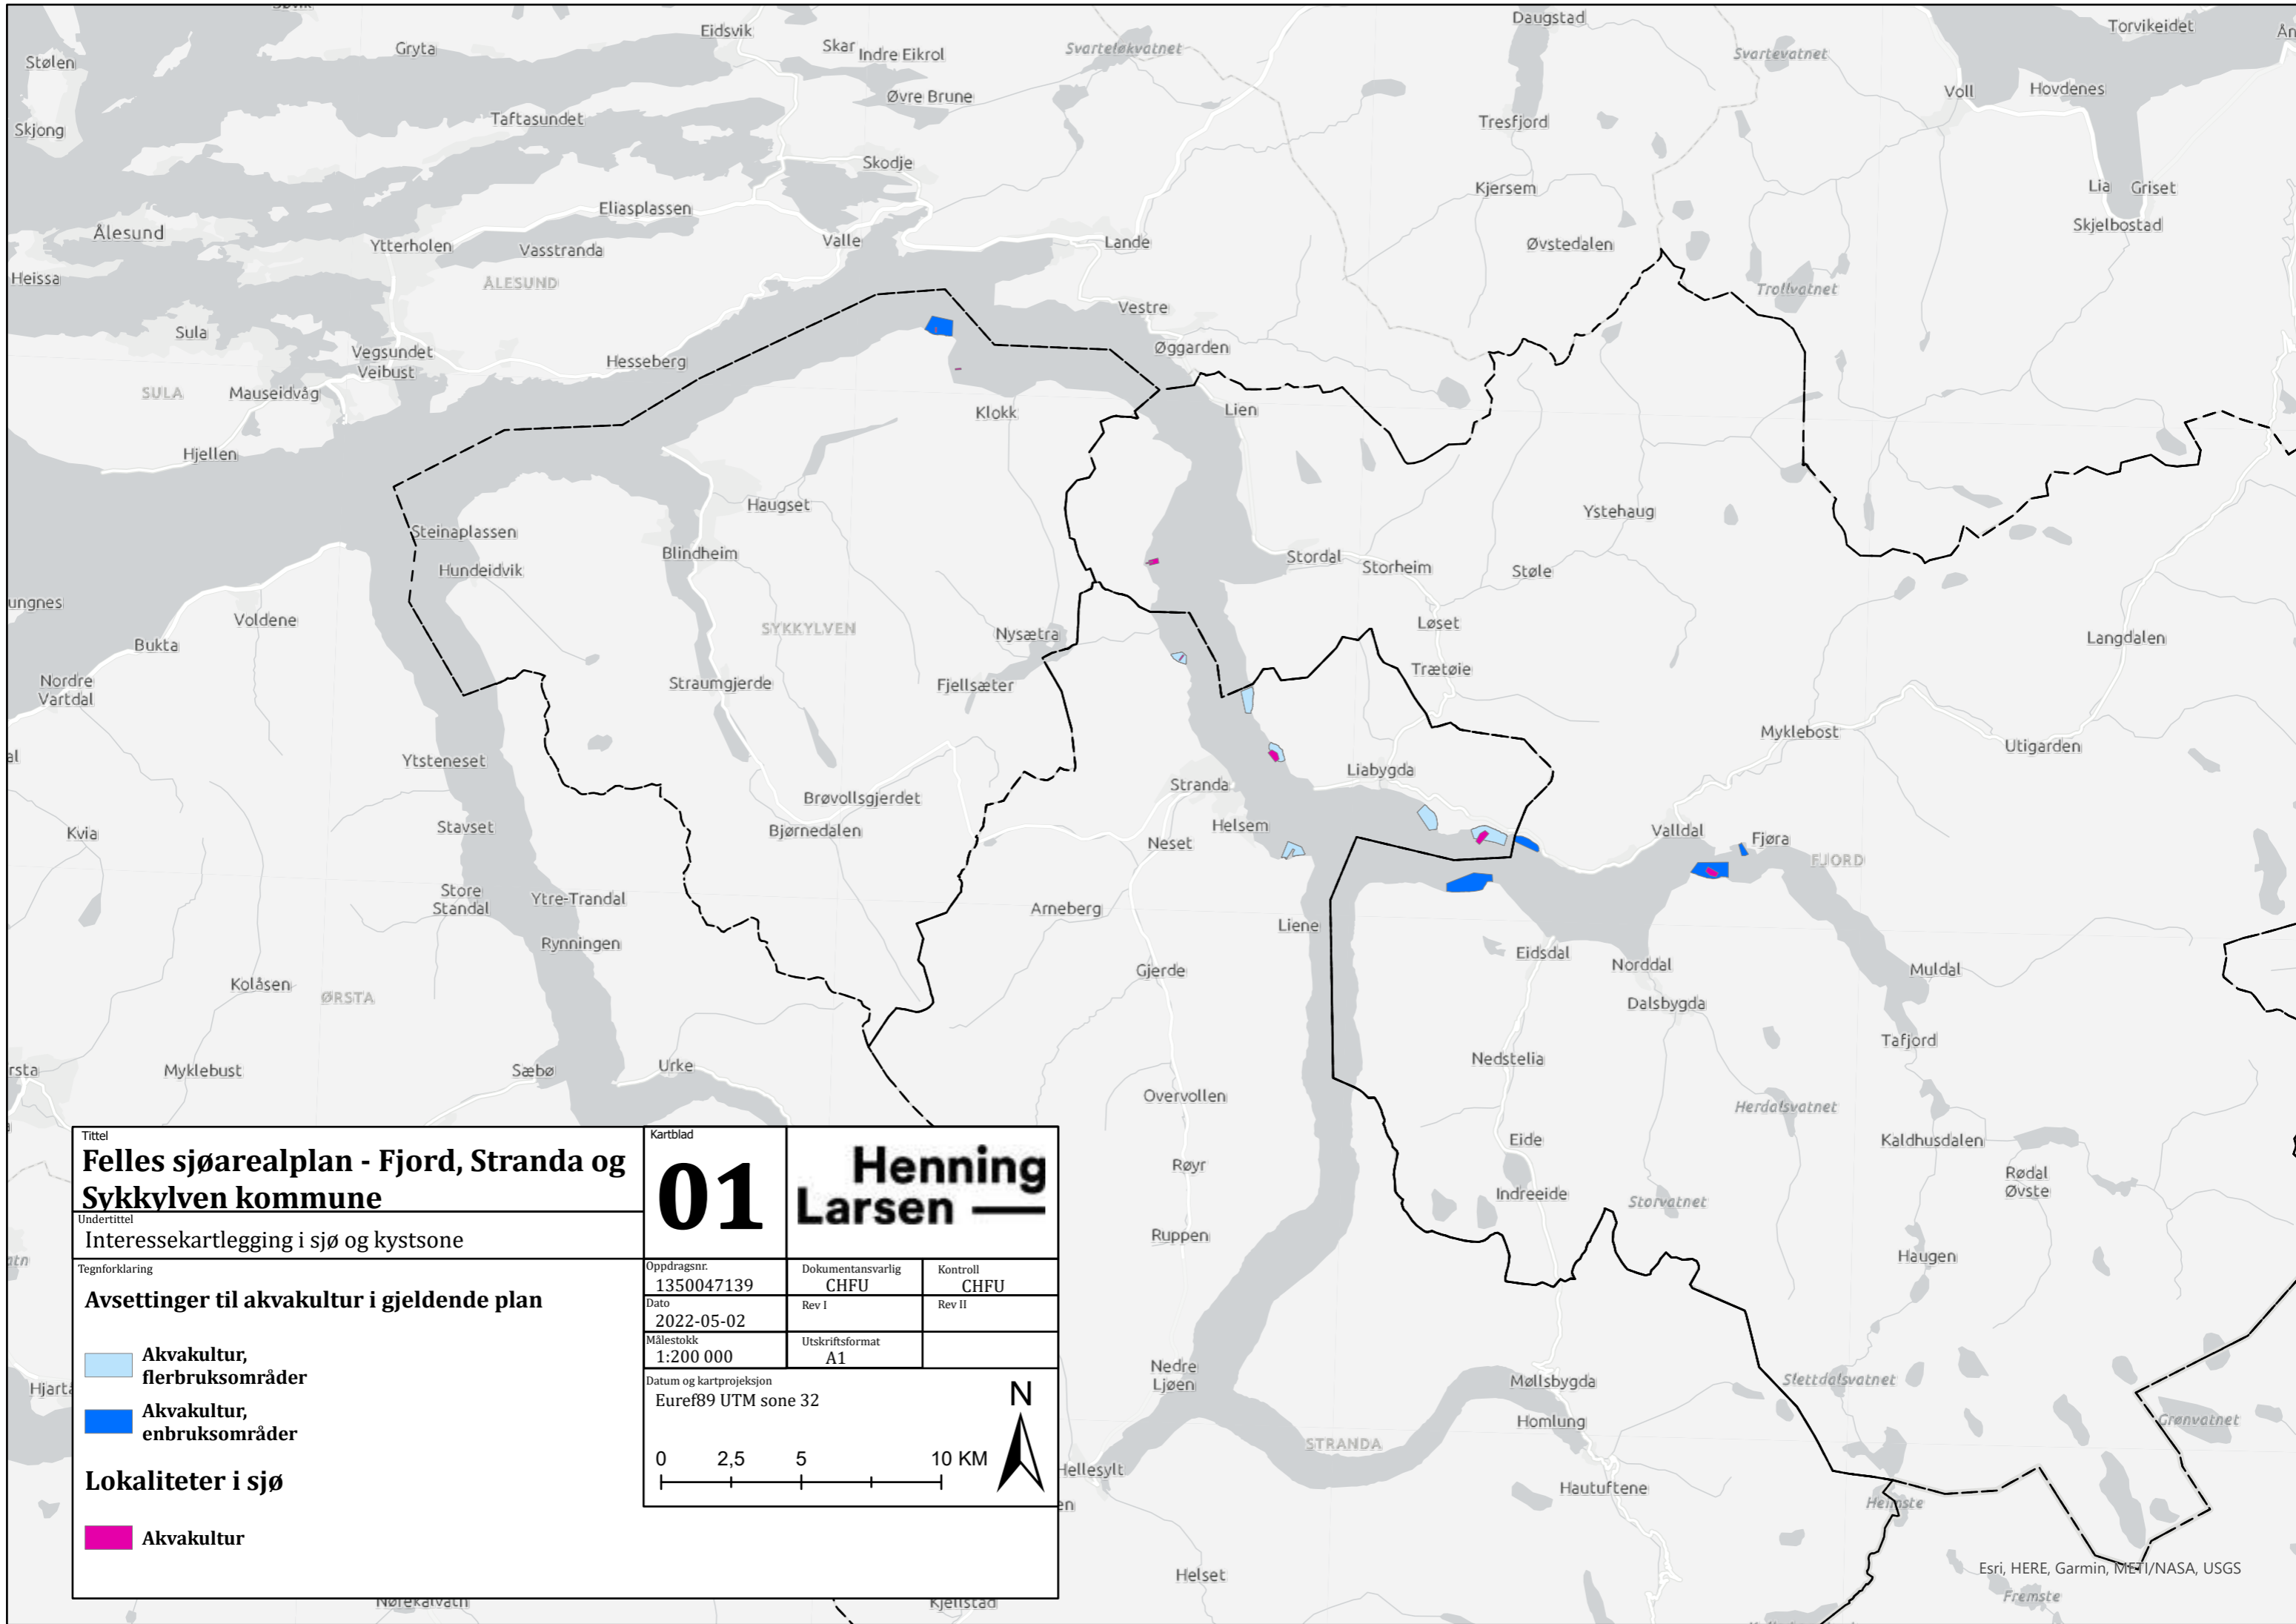 Daugstad
Torvikeidet
Eidsvik
Skar
Indre Eikrol
Svarteløkvatnet
Gryta
Stølen
Svartevatnet
Voll
Hovdenes
Øvre Brune
Taftasundet
Tresfjord
Skjong
Skodje
Kjersem
Lia
Griset
Eliasplassen
Skjelbostad
Ålesund
Ytterholen
Vasstranda
Valle
Lande
Øvstedalen
Heissa
ÅLESUND
Trollvatnet
Vestre
Sula
Vegsundet
Veibust
Hesseberg
Øggarden
SULA
Mauseidvåg
Klokk
Lien
Hjellen
Haugset
Ystehaug
Steinaplassen
Blindheim
Stordal
Storheim
Støle
Hundeidvik
ungnes
Voldene
SYKKYLVEN
Nysætra
Løset
Langdalen
Bukta
Trætøie
Nordre
Vartdal
Straumgjerde
Fjellsæter
Myklebost
Utigarden
al
Ytsteneset
Liabygda
Stranda
Brøvollsgjerdet
Kvia
Stavset
Bjørnedalen
Helsem
Neset
Valldal
Fjøra
FJORD
Store
Standal
Ytre-Trandal
Arneberg
Liene
Rynningen
Eidsdal
Norddal
Gjerde
Muldal
Kolåsen
ØRSTA
Dalsbygda
Tafjord
rsta
Myklebust
Sæbø
Urke
Nedstelia
Overvollen
Herdalsvatnet
Eide
Kaldhusdalen
Røyr
Rødal
Øvste
Indreeide
Storvatnet
Ruppen
Haugen
Nedre
Ljøen
Møllsbygda
Slettdalsvatnet
Hjartå
Homlung
Grønvatnet
STRANDA
Hellesylt
Hautuftene
Heimste
en
Helset
Fremste
Kjellstad
Tittel
Felles sjøarealplan - Fjord, Stranda og
Sykkylven kommune
Undertittel
Interessekartlegging i sjø og kystsone
Tegnforklaring
Avsettinger til akvakultur i gjeldende plan
Akvakultur,
flerbruksområder
Akvakultur,
enbruksområder
Lokaliteter i sjø
Akvakultur
Kartblad
01
Henning
Larsen
Oppdragsnr.
1350047139
Dokumentansvarlig
CHFU
Kontroll
CHFU
Dato
2022-05-02
Rev I
Rev II
Målestokk
1:200 000
Utskriftsformat
A1
Datum og kartprojeksjon
Euref89 UTM sone 32
N
0 2,5 5 10 KM
Esri, HERE, Garmin, METI/NASA, USGS